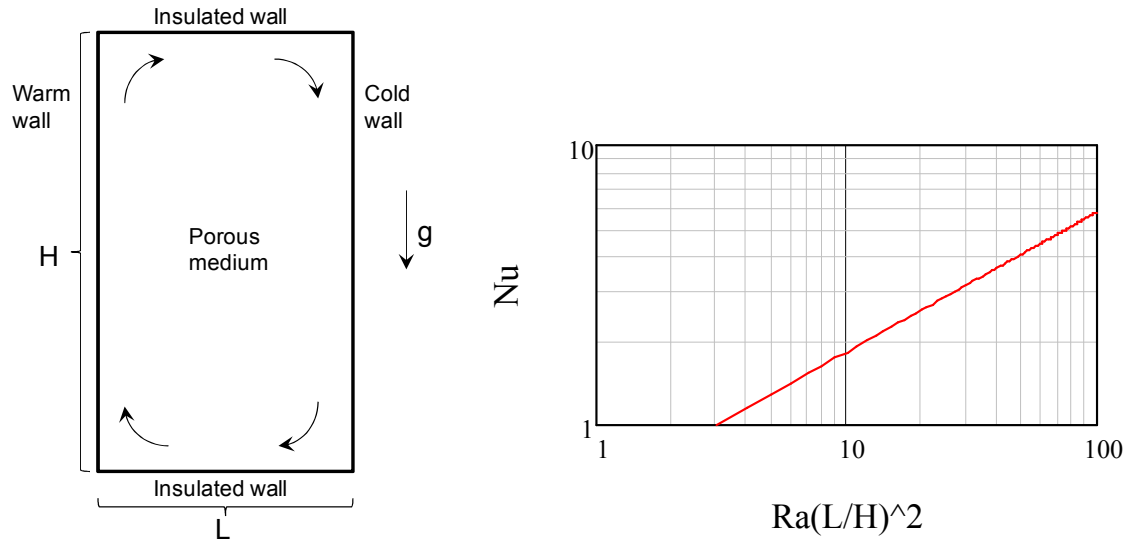 Insulated wall
Warm
wall
Cold
wall
g
H
Porous
medium
Insulated wall
L
10
Nu
1
1
10
100
Ra(L/H)^2